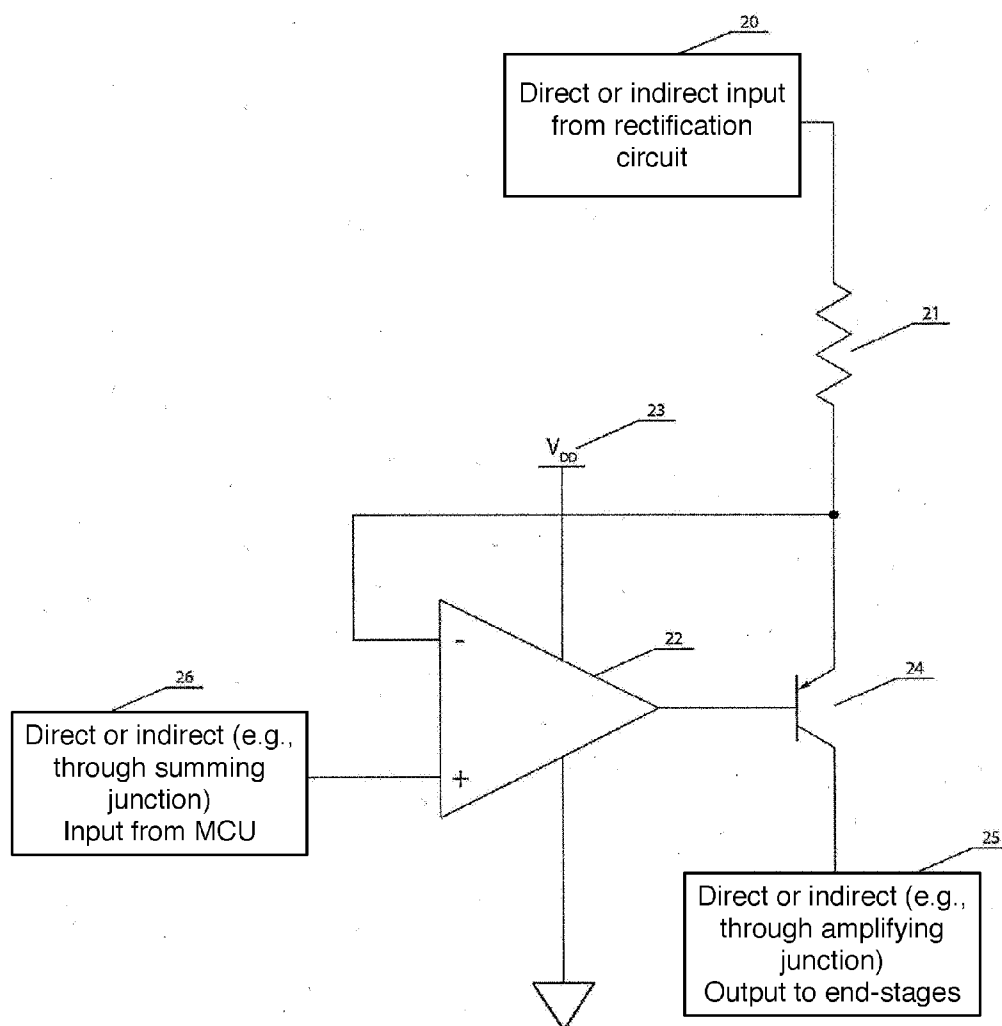 20
Direct or indirect input
from rectification
circuit
21
23
VDD
-
22
26
24
Direct or indirect (e.g.,
through summing
junction)
Input from MCU
+
25
Direct or indirect (e.g.,
through amplifying
junction)
Output to end-stages